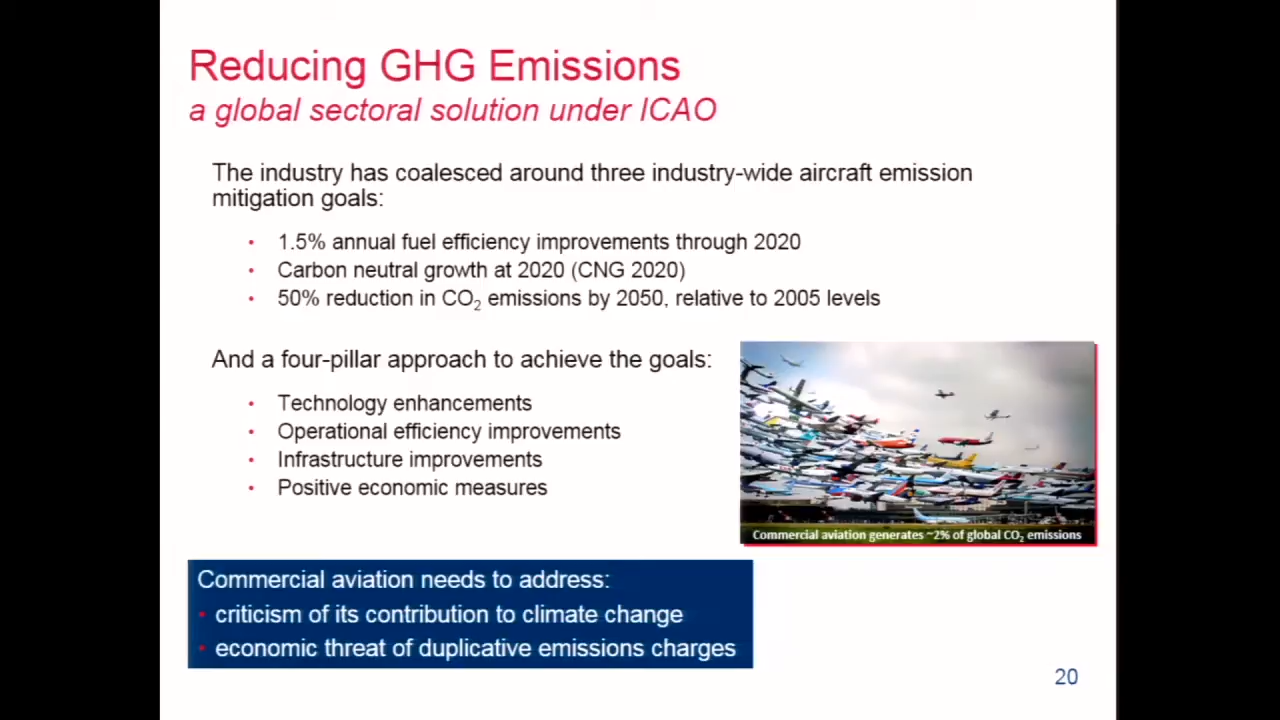 Reducing GHG Emissions
a global sectoral solution under ICAO
The industry has coalesced around three industry-wide aircraft emission
mitigation goals:
• 1.5% annual fuel efficiency improvements through 2020
• Carbon neutral growth at 2020 (CNG 2020)
• 50% reduction in CO₂ emissions by 2050, relative to 2005 levels
And a four-pillar approach to achieve the goals:
• Technology enhancements
• Operational efficiency improvements
• Infrastructure improvements
• Positive economic measures
Commercial aviation generates ~2% of global CO₂ emissions
Commercial aviation needs to address:
• criticism of its contribution to climate change
• economic threat of duplicative emissions charges
20